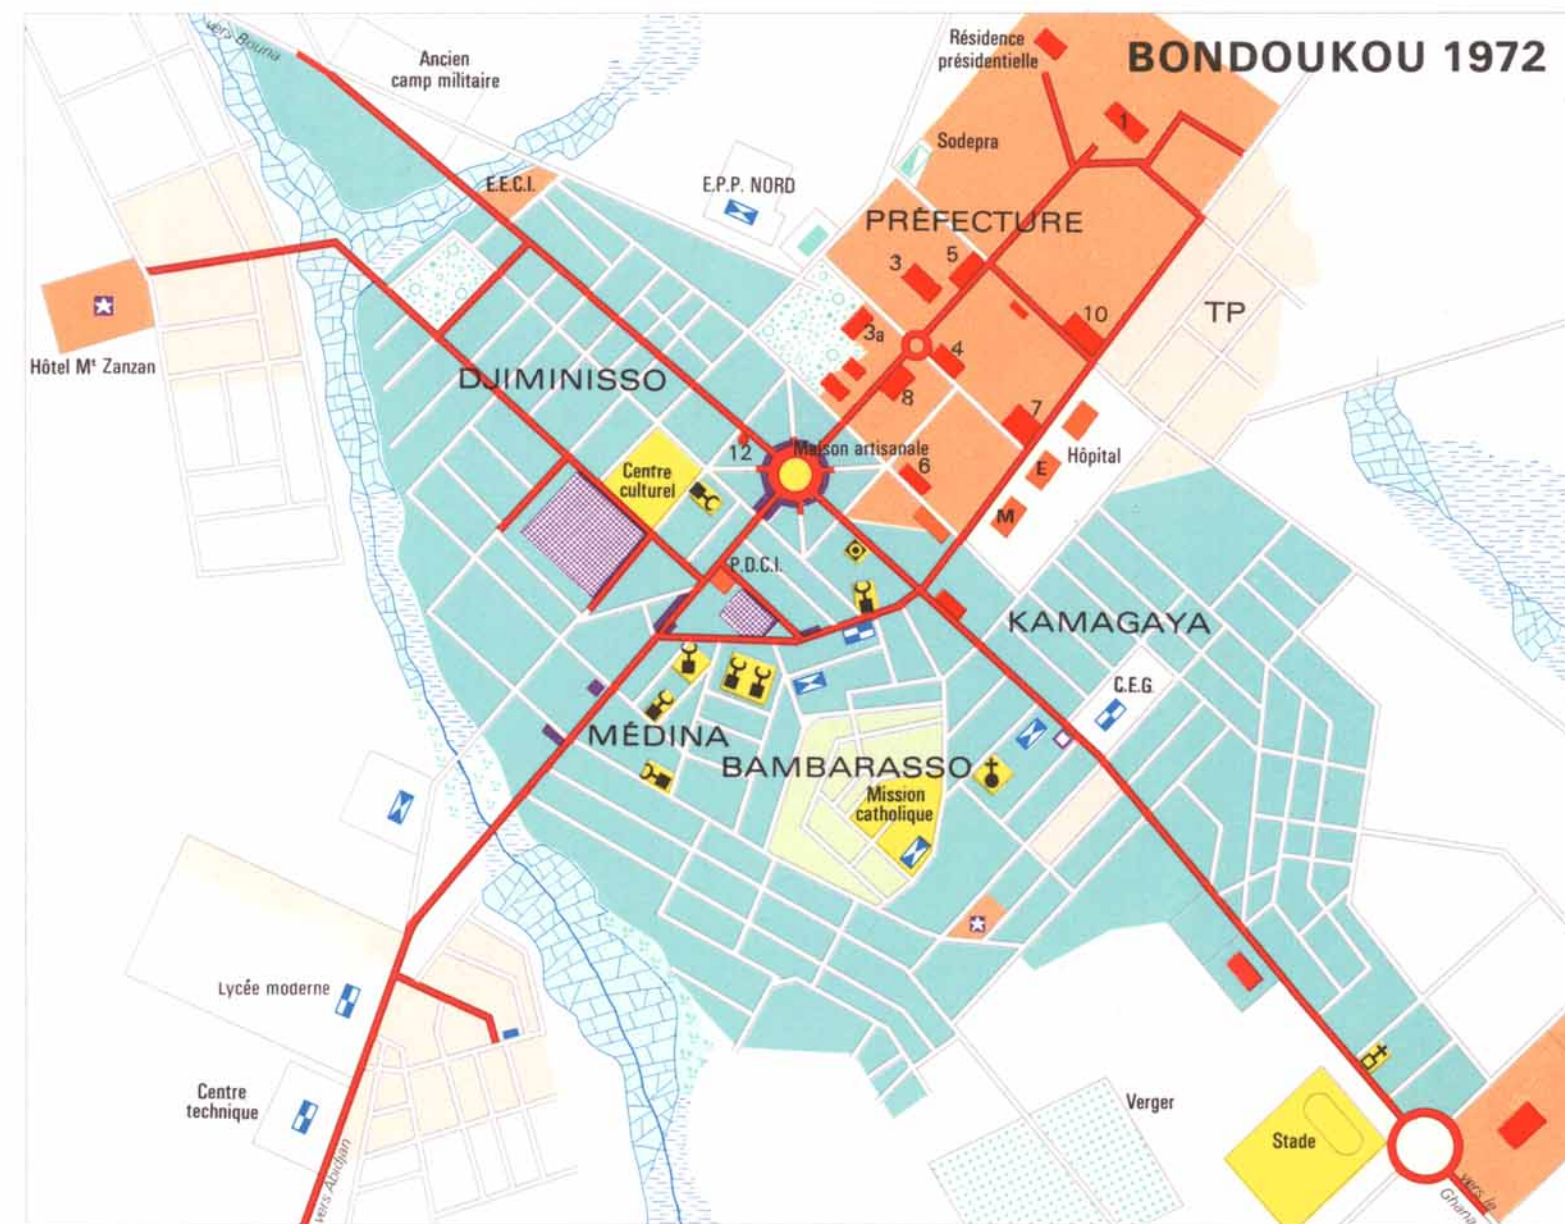 BONDOUKOU 1972
vers Bouna
Ancien
camp militaire
Résidence
présidentielle
1
Sodepra
E.E.C.I.
E.P.P. NORD
PRÉFECTURE
5
3
10
TP
3a
4
Hôtel Mt Zanzan
DJIMINISSO
8
7
12
Maison artisanale
Hôpital
6
E
Centre
culturel
M
P.D.C.I.
KAMAGAYA
C.E.G.
MÉDINA
BAMBARASSO
Mission
catholique
Lycée moderne
Centre
technique
Verger
Stade
vers Abidjan
vers le
Ghana